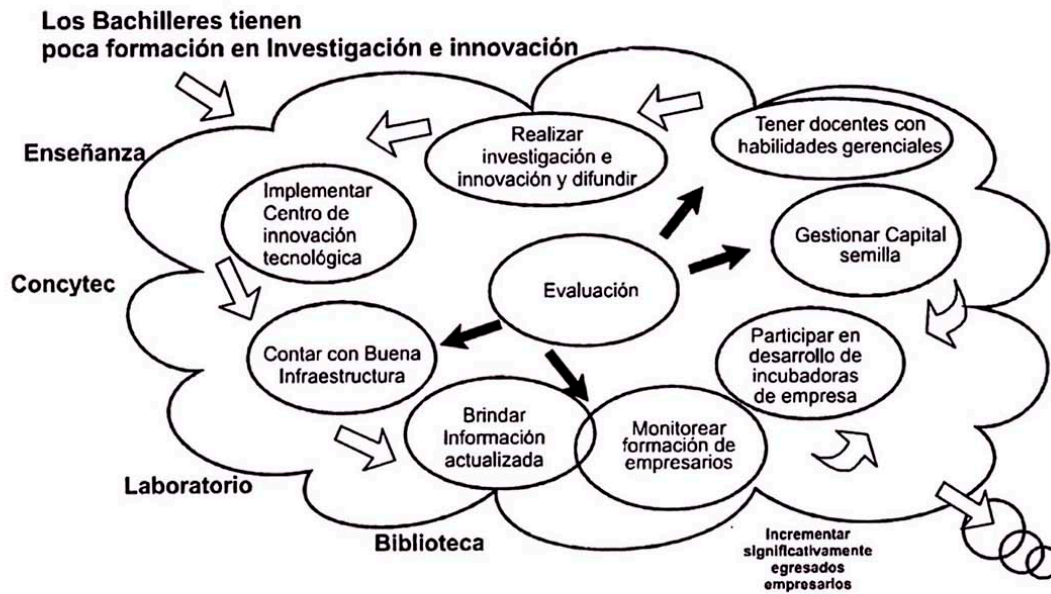 Los Bachilleres tienen
poca formación en Investigación e innovación
Enseñanza
Realizar
investigación e
innovación y difundir
Tener docentes con
habilidades gerenciales
Implementar
Centro de
innovación
tecnológica
Gestionar Capital
semilla
Concytec
Evaluación
Contar con Buena
Infraestructura
Participar en
desarrollo de
incubadoras
de empresa
Brindar
Información
actualizada
Monitorear
formación de
empresarios
Laboratorio
Biblioteca
Incrementar
significativamente
egresados
empresarios